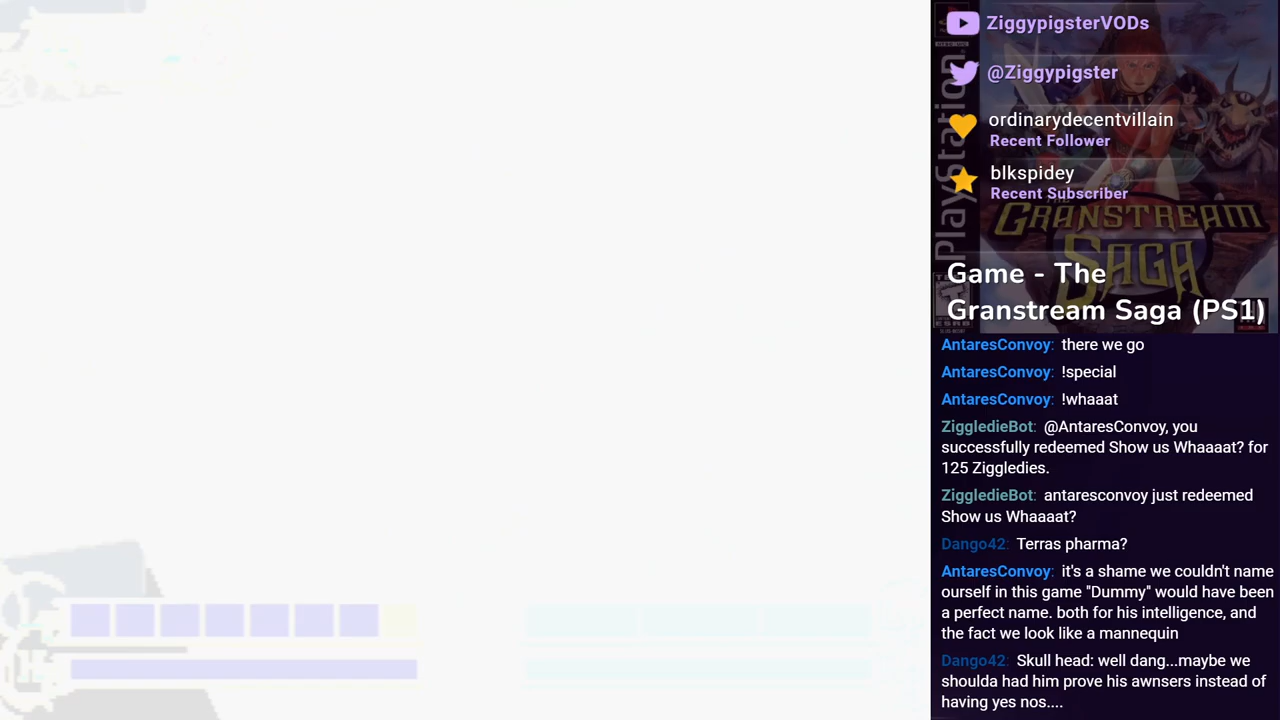 ZiggypigsterVODs
@Ziggypigster
ordinarydecentvillain
Recent Follower
blkspidey
Recent Subscriber
PlayStation
GRANSTREAM
SAGA
Game - The
Granstream Saga (PS1)
AntaresConvoy: there we go
AntaresConvoy: !special
AntaresConvoy: !whaaat
ZiggledieBot: @AntaresConvoy, you
successfully redeemed Show us Whaaaat? for
125 Ziggledies.
ZiggledieBot: antaresconvoy just redeemed
Show us Whaaaat?
Dango42: Terras pharma?
AntaresConvoy: it's a shame we couldn't name
ourself in this game "Dummy" would have been
a perfect name. both for his intelligence, and
the fact we look like a mannequin
Dango42: Skull head: well dang...maybe we
shoulda had him prove his awnsers instead of
having yes nos....